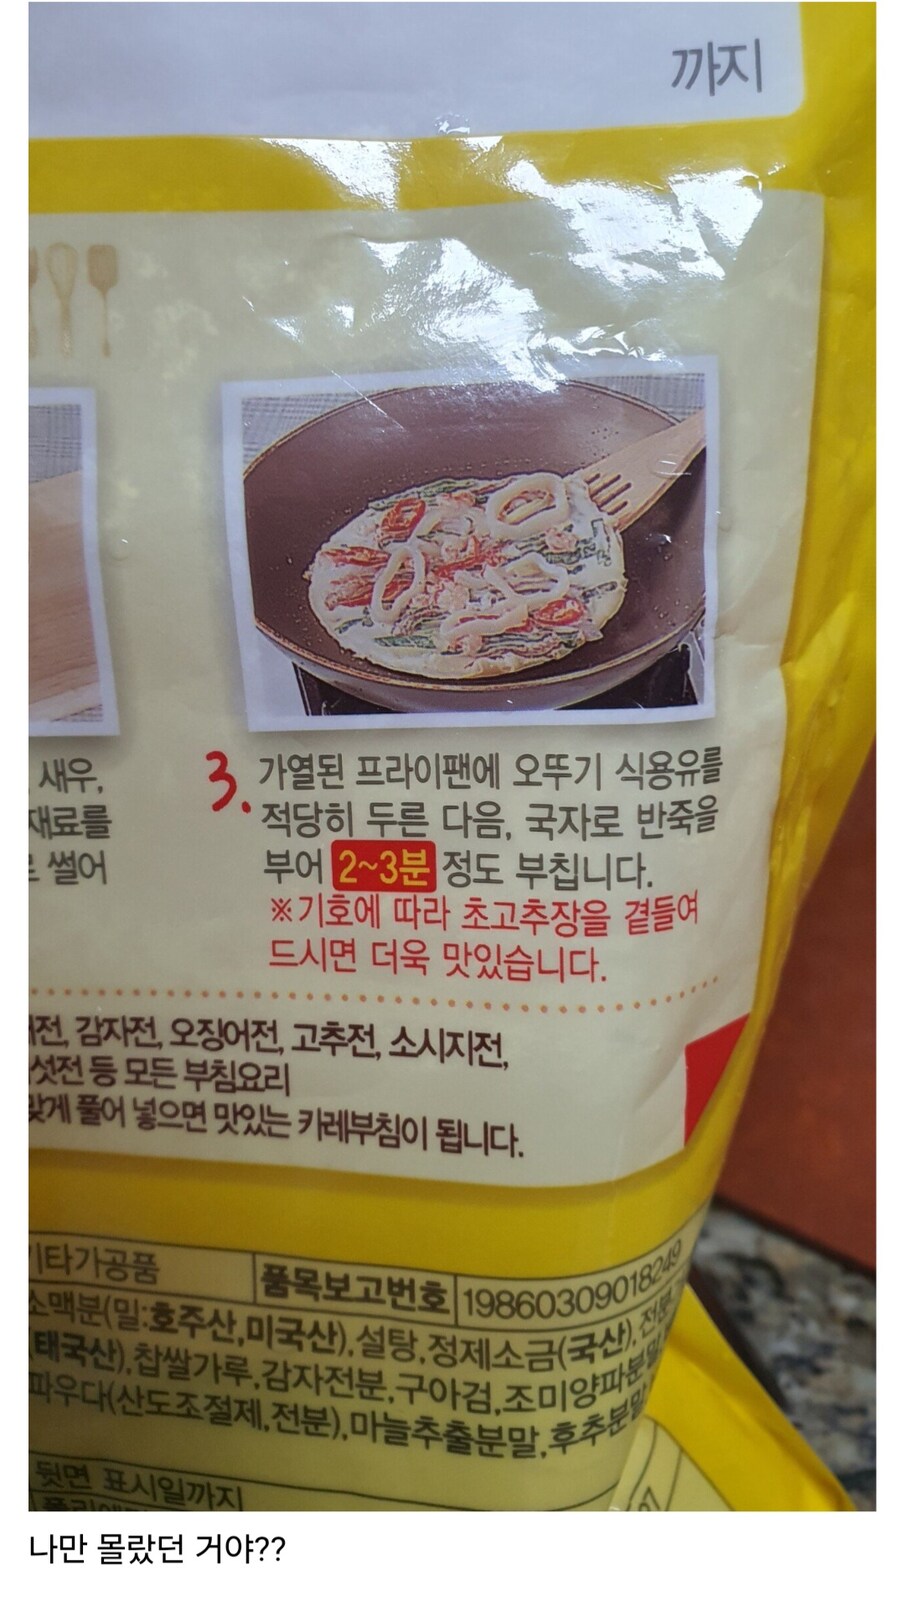 까지
새우,
재료를
썰어
3. 가열된 프라이팬에 오뚜기 식용유를
적당히 두른 다음, 국자로 반죽을
부어 2~3분 정도 부칩니다.
※기호에 따라 초고추장을 곁들여
드시면 더욱 맛있습니다.
감자전, 오징어전, 고추전, 소시지전,
섯전 등 모든 부침요리
맞게 풀어 넣으면 맛있는 카레부침이 됩니다.
기타가공품 품목보고번호 19860309018249
소맥분(밀:호주산,미국산),설탕,정제소금(국산),전분
(태국산),찹쌀가루,감자전분,구아검,조미양파분말
파우다(산도조절제,전분),마늘추출분말,후추분말
뒷면 표시일까지
나만 몰랐던 거야??